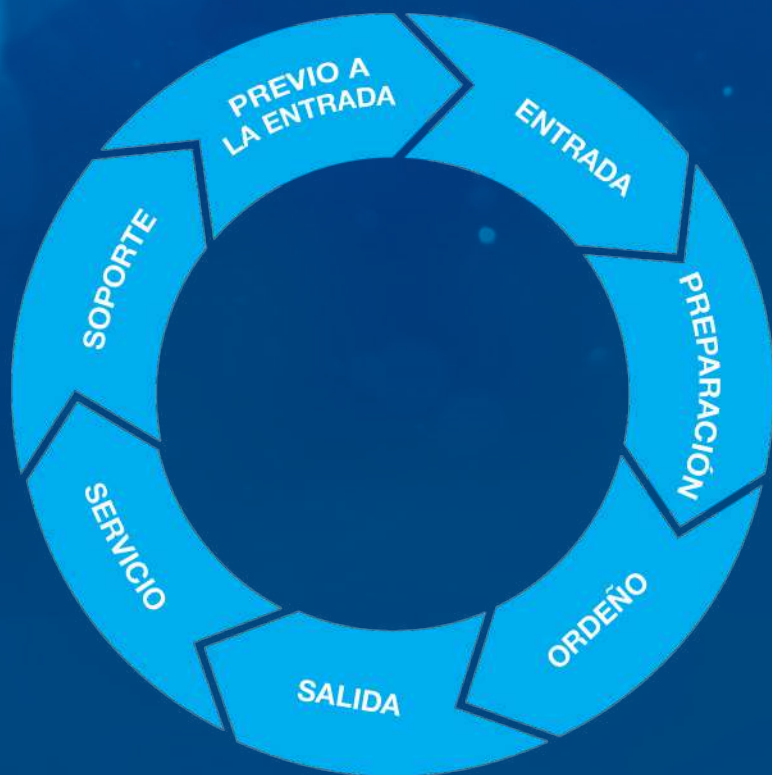 PREVIO A
LA ENTRADA
ENTRADA
PREPARACIÓN
ORDEÑO
SALIDA
SERVICIO
SOPORTE